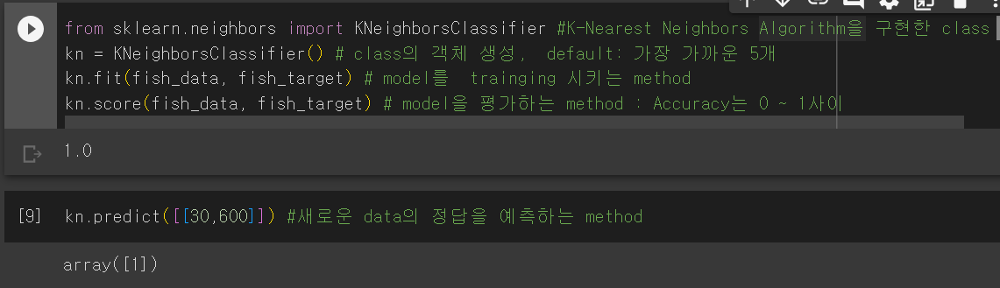 from sklearn.neighbors import KNeighborsClassifier #K-Nearest Neighbors Algorithm을 구현한 class
kn = KNeighborsClassifier() # class의 객체 생성, default: 가장 가까운 5개
kn.fit(fish_data, fish_target) # model를  trainging 시키는 method
kn.score(fish_data, fish_target) # model을 평가하는 method : Accuracy는 0 ~ 1사이
1.0
[9] kn.predict([[30,600]]) #새로운 data의 정답을 예측하는 method
array([1])